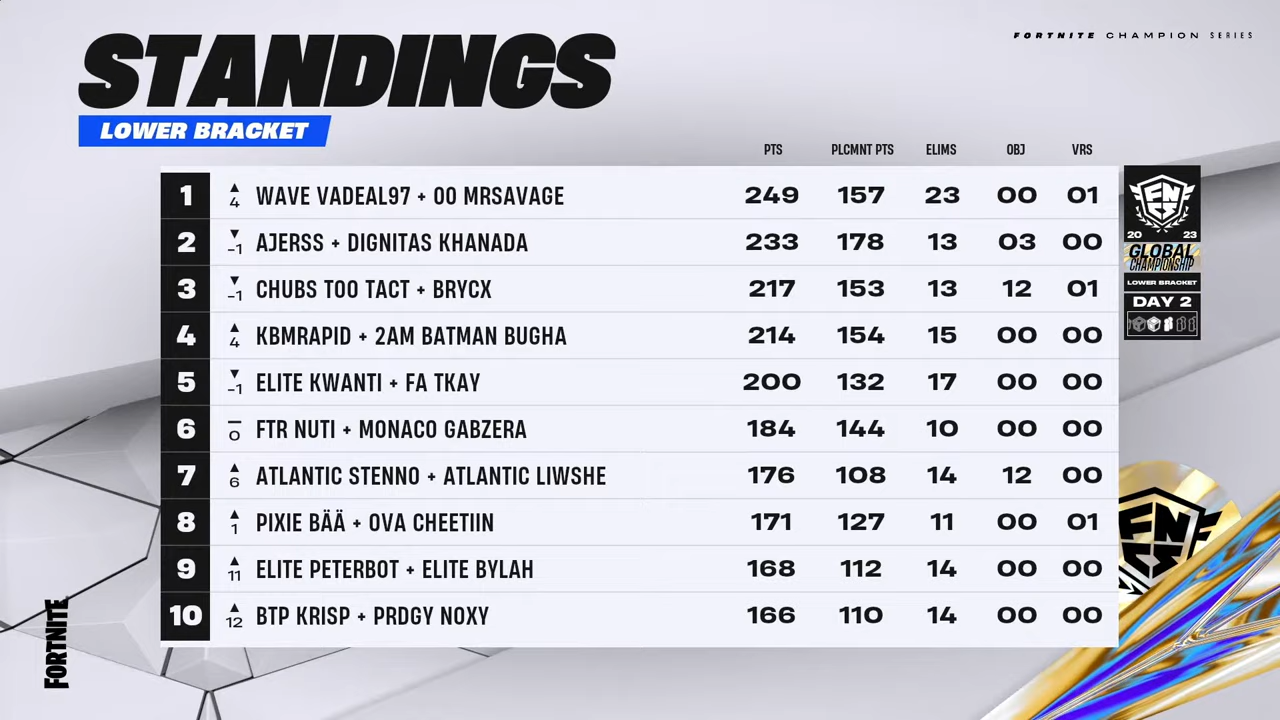 STANDINGS
FORTNITE CHAMPION SERIES
LOWER BRACKET
PTS PLCMNT PTS ELIMS OBJ VRS
1 ▲ 4 WAVE VADEAL97 + 00 MRSAVAGE 249 157 23 00 01
2 ▼ -1 AJERSS + DIGNITAS KHANADA 233 178 13 03 00
3 ▼ -1 CHUBS TOO TACT + BRYCX 217 153 13 12 01
4 ▲ 4 KBMRAPID + 2AM BATMAN BUGHA 214 154 15 00 00
5 ▼ -1 ELITE KWANTI + FA TKAY 200 132 17 00 00
6 — 0 FTR NUTI + MONACO GABZERA 184 144 10 00 00
7 ▲ 6 ATLANTIC STENNO + ATLANTIC LIWSHE 176 108 14 12 00
8 ▲ 1 PIXIE BÄÄ + OVA CHEETIIN 171 127 11 00 01
9 ▲ 11 ELITE PETERBOT + ELITE BYLAH 168 112 14 00 00
10 ▲ 12 BTP KRISP + PRDGY NOXY 166 110 14 00 00
FNCS
20 23
GLOBAL
CHAMPIONSHIP
LOWER BRACKET
DAY 2
FNCS
FORTNITE